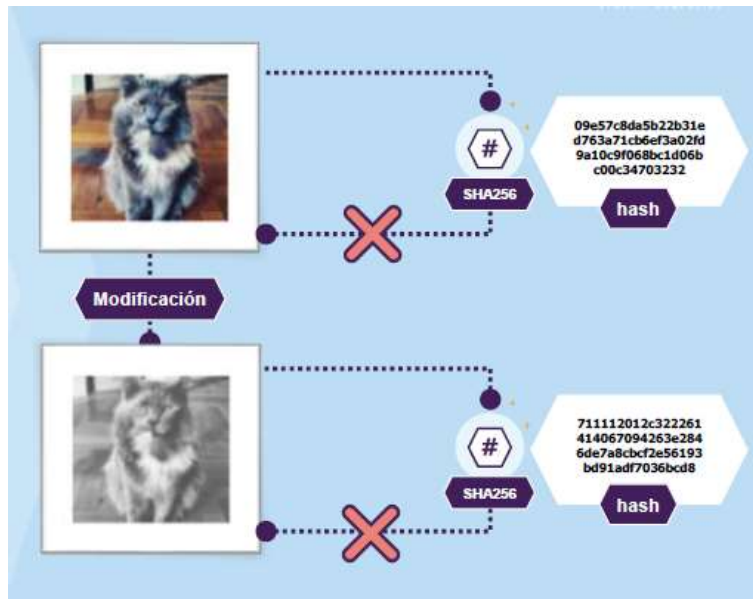 #
09e57c8da5b22b31e
d763a71cb6ef3a02fd
9a10c9f068bc1d06b
c00c34703232
SHA256
hash
Modificación
#
711112012c322261
414067094263e284
6de7a8cbcf2e56193
bd91adf7036bcd8
SHA256
hash